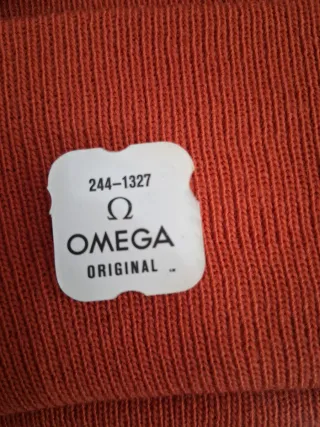 244–1327
Ω
OMEGA
ORIGINAL